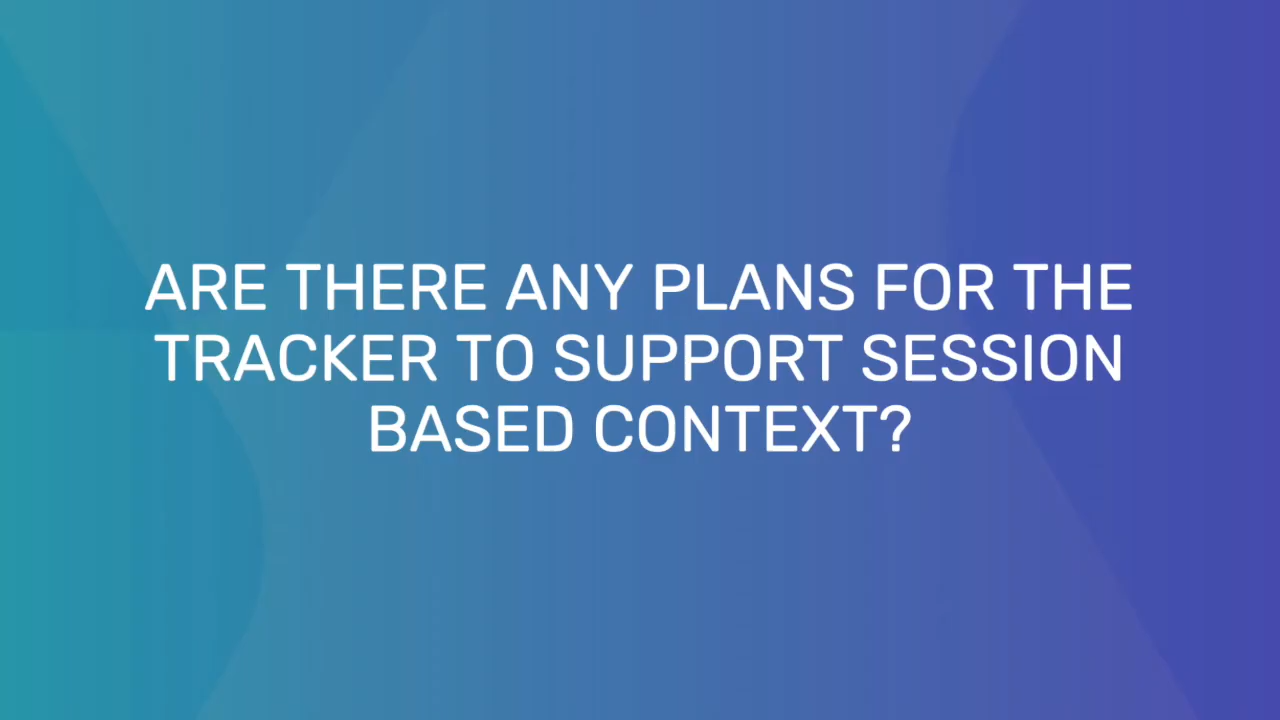 ARE THERE ANY PLANS FOR THE
TRACKER TO SUPPORT SESSION
BASED CONTEXT?